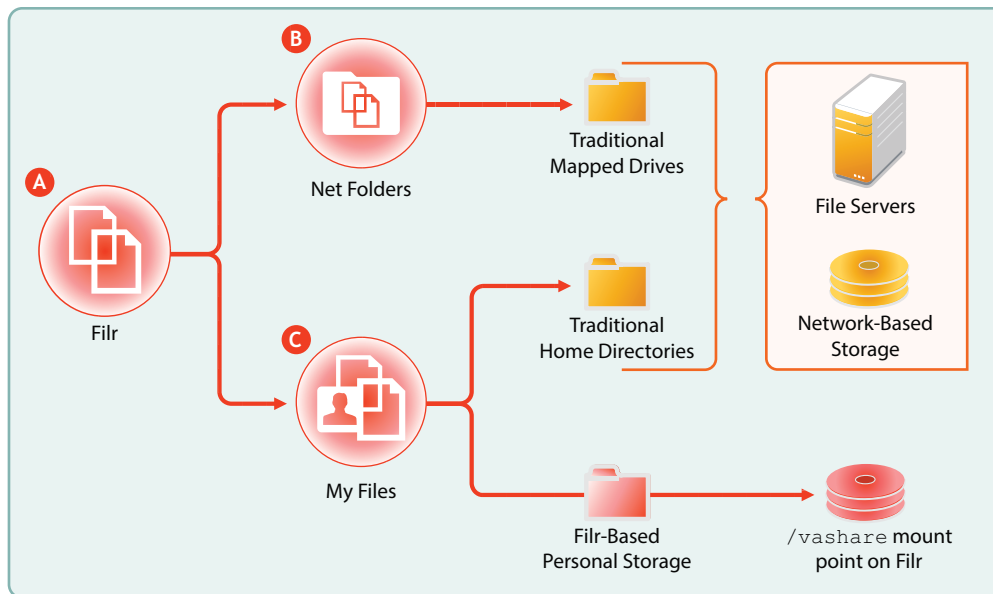 A
Filr
B
Net Folders
Traditional
Mapped Drives
File Servers
Network-Based
Storage
Traditional
Home Directories
C
My Files
Filr-Based
Personal Storage
/vashare mount
point on Filr